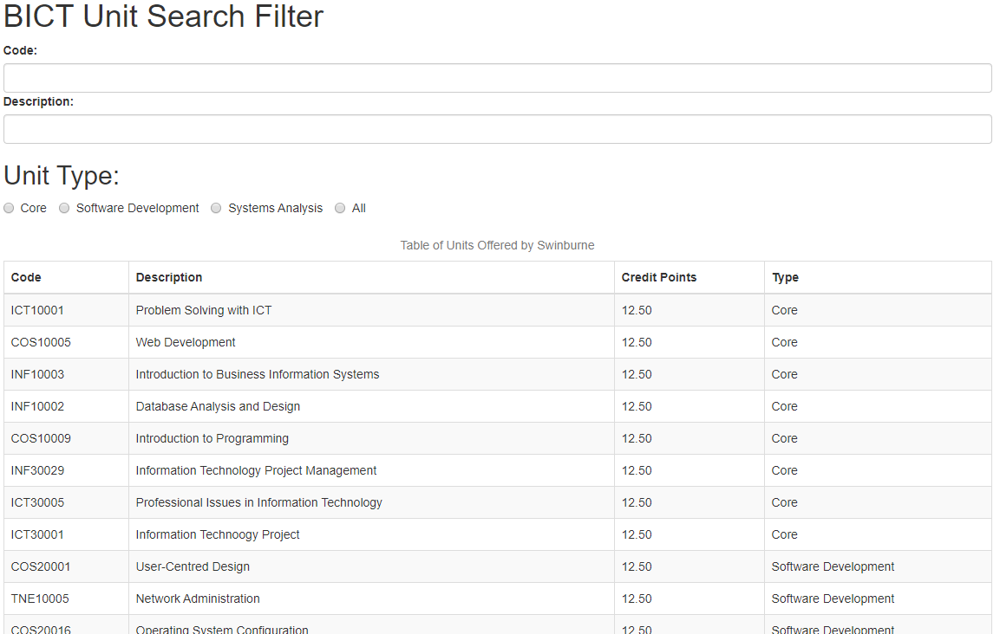 BICT Unit Search Filter
Code:
Description:
Unit Type:
Core Software Development Systems Analysis All
Table of Units Offered by Swinburne
Code Description Credit Points Type
ICT10001 Problem Solving with ICT 12.50 Core
COS10005 Web Development 12.50 Core
INF10003 Introduction to Business Information Systems 12.50 Core
INF10002 Database Analysis and Design 12.50 Core
COS10009 Introduction to Programming 12.50 Core
INF30029 Information Technology Project Management 12.50 Core
ICT30005 Professional Issues in Information Technology 12.50 Core
ICT30001 Information Technoogy Project 12.50 Core
COS20001 User-Centred Design 12.50 Software Development
TNE10005 Network Administration 12.50 Software Development
COS20016 Operating System Configuration 12.50 Software Development